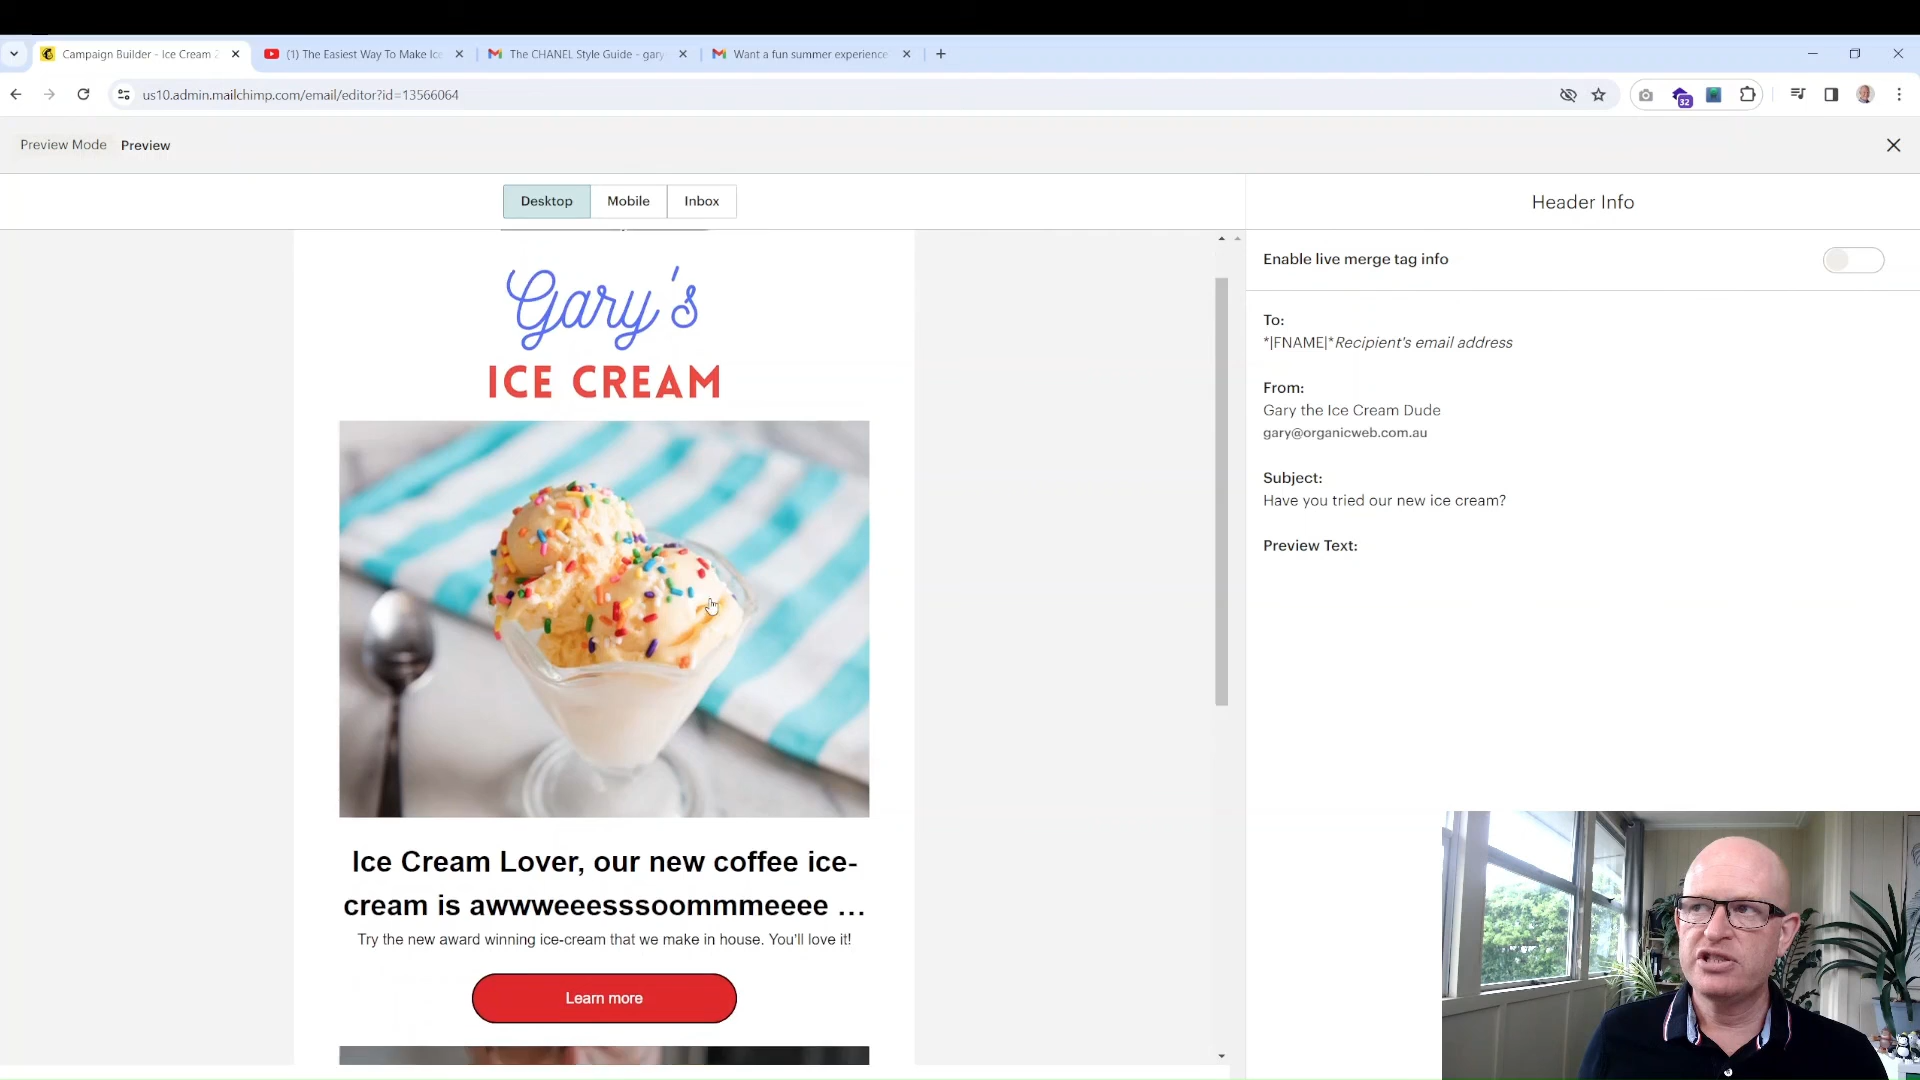 Campaign Builder - Ice Cream 2
(1) The Easiest Way To Make Ice
The CHANEL Style Guide - gary
Want a fun summer experience
us10.admin.mailchimp.com/email/editor?id=13566064
32
Preview Mode Preview
Desktop
Mobile
Inbox
Header Info
Gary's
ICE CREAM
Enable live merge tag info
To:
*|FNAME|*Recipient's email address
From:
Gary the Ice Cream Dude
gary@organicweb.com.au
Subject:
Have you tried our new ice cream?
Preview Text:
Ice Cream Lover, our new coffee ice-
cream is awwweeesssoommmeeee ...
Try the new award winning ice-cream that we make in house. You'll love it!
Learn more